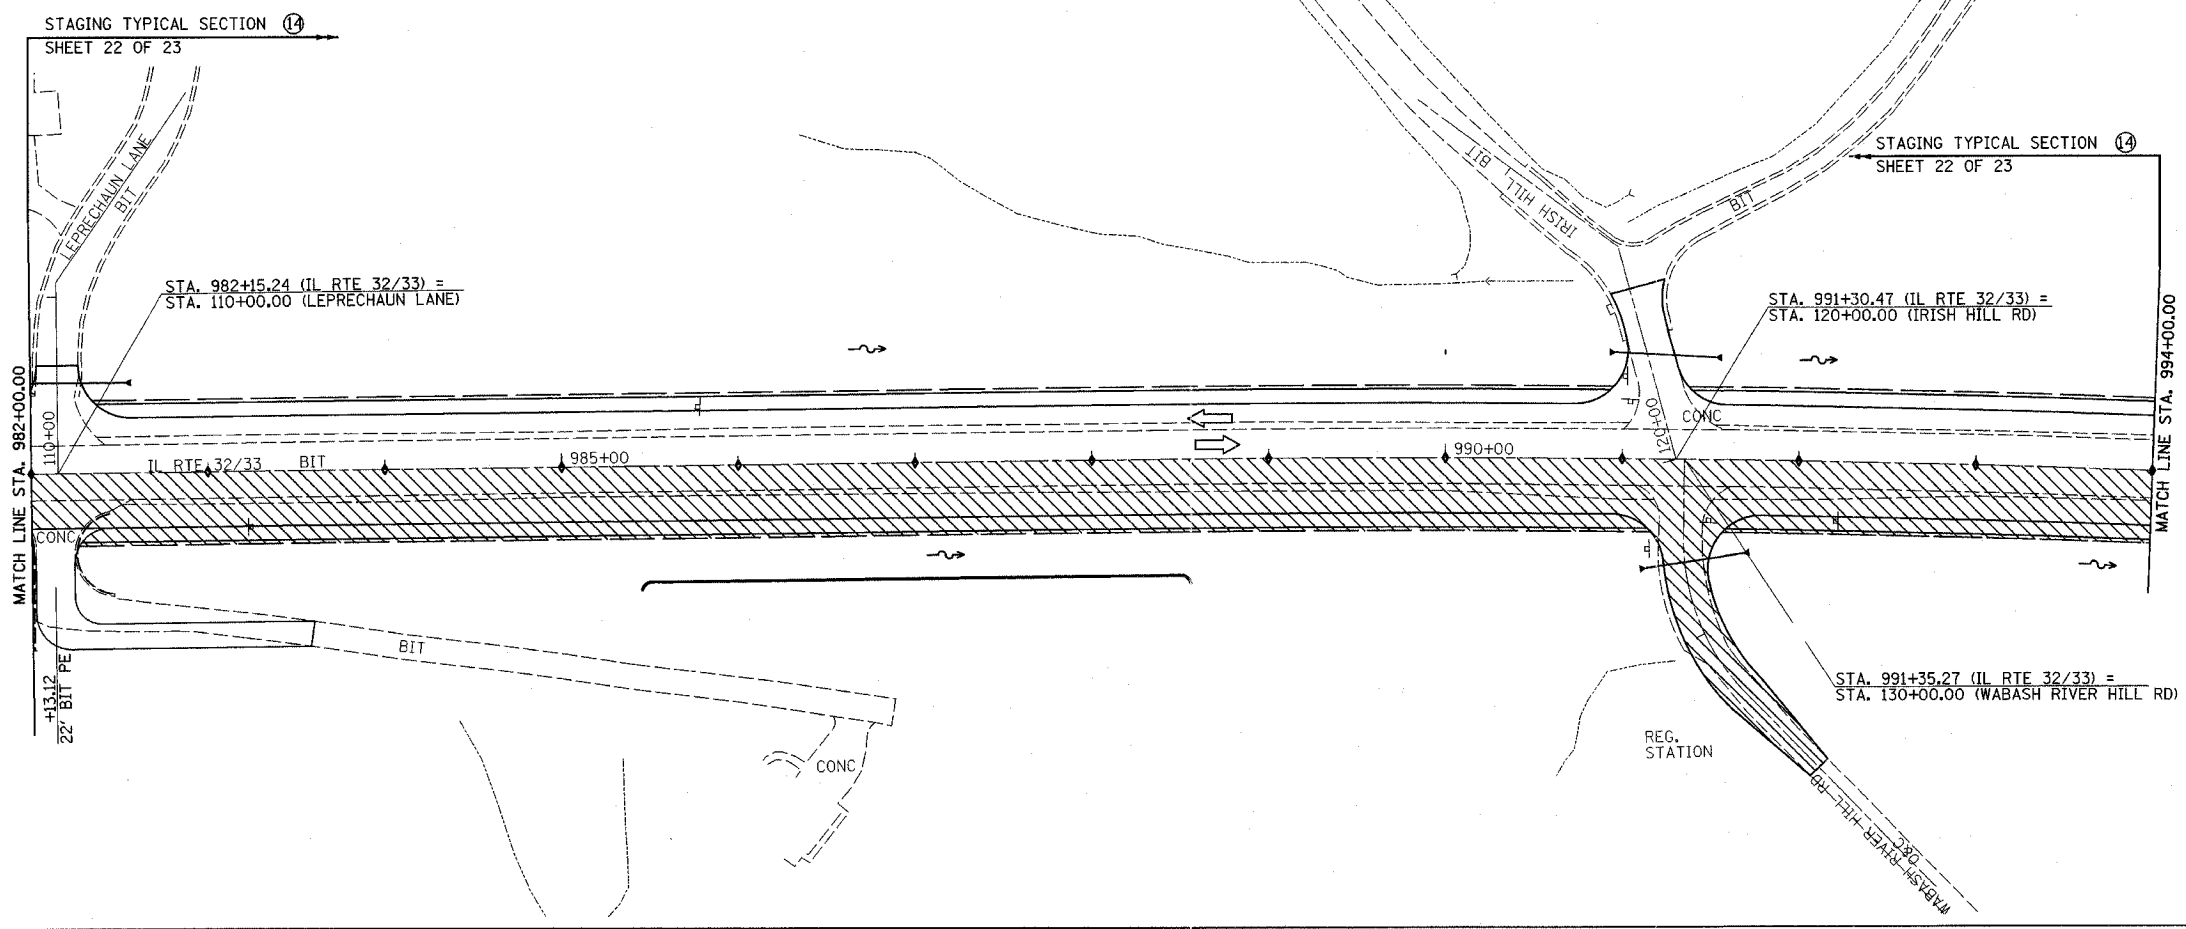 STAGING TYPICAL SECTION 14
SHEET 22 OF 23
STAGING TYPICAL SECTION 14
SHEET 22 OF 23
LEPRECHAUN LANE
BIT
BIT
IRISH HILL
BIT
STA. 982+15.24 (IL RTE 32/33) =
STA. 110+00.00 (LEPRECHAUN LANE)
STA. 991+30.47 (IL RTE 32/33) =
STA. 120+00.00 (IRISH HILL RD)
MATCH LINE STA. 982+00.00
MATCH LINE STA. 994+00.00
110+00
120+00
CONC
IL RTE 32/33
BIT
985+00
990+00
CONC
BIT
+13.12
22' BIT PE
STA. 991+35.27 (IL RTE 32/33) =
STA. 130+00.00 (WABASH RIVER HILL RD)
REG.
STATION
CONC
WABASH RIVER HILL RD
O&C